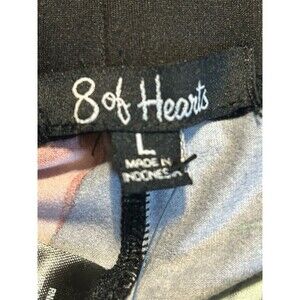 8 of Hearts
L
MADE IN
INDONESIA